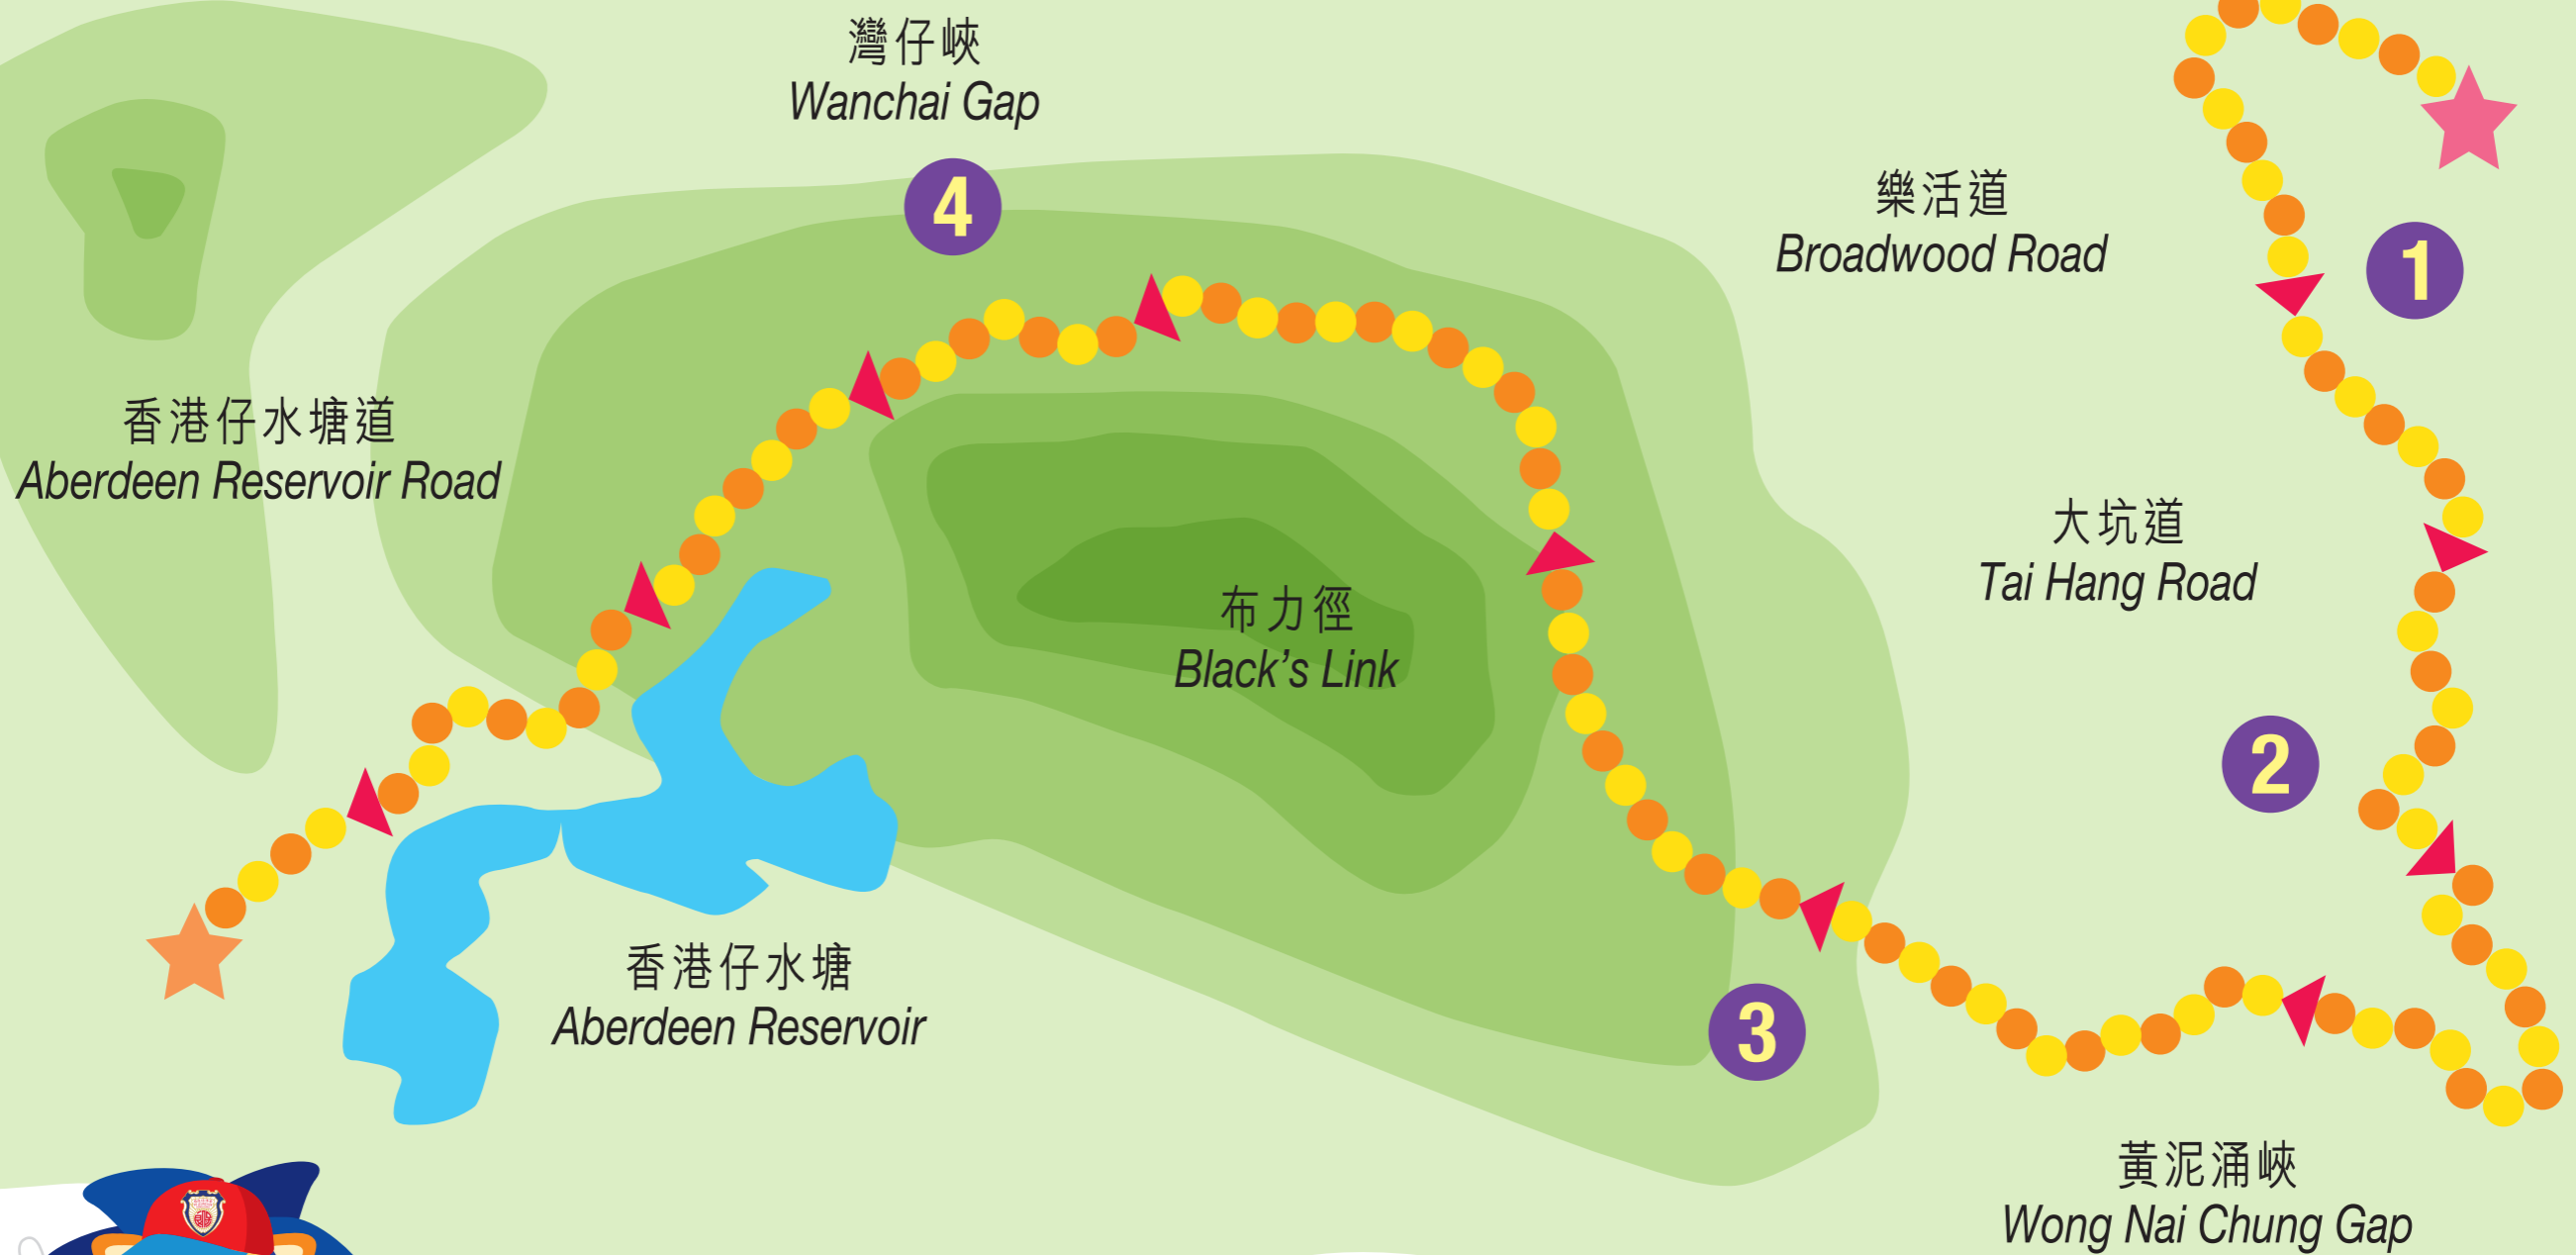 灣仔峽
Wanchai Gap
4
樂活道
Broadwood Road
1
香港仔水塘道
Aberdeen Reservoir Road
大坑道
Tai Hang Road
布力徑
Black's Link
2
香港仔水塘
Aberdeen Reservoir
3
黃泥涌峽
Wong Nai Chung Gap